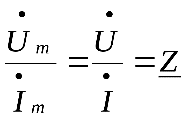 U̇ₘ / İₘ = U̇ / İ = Z̲